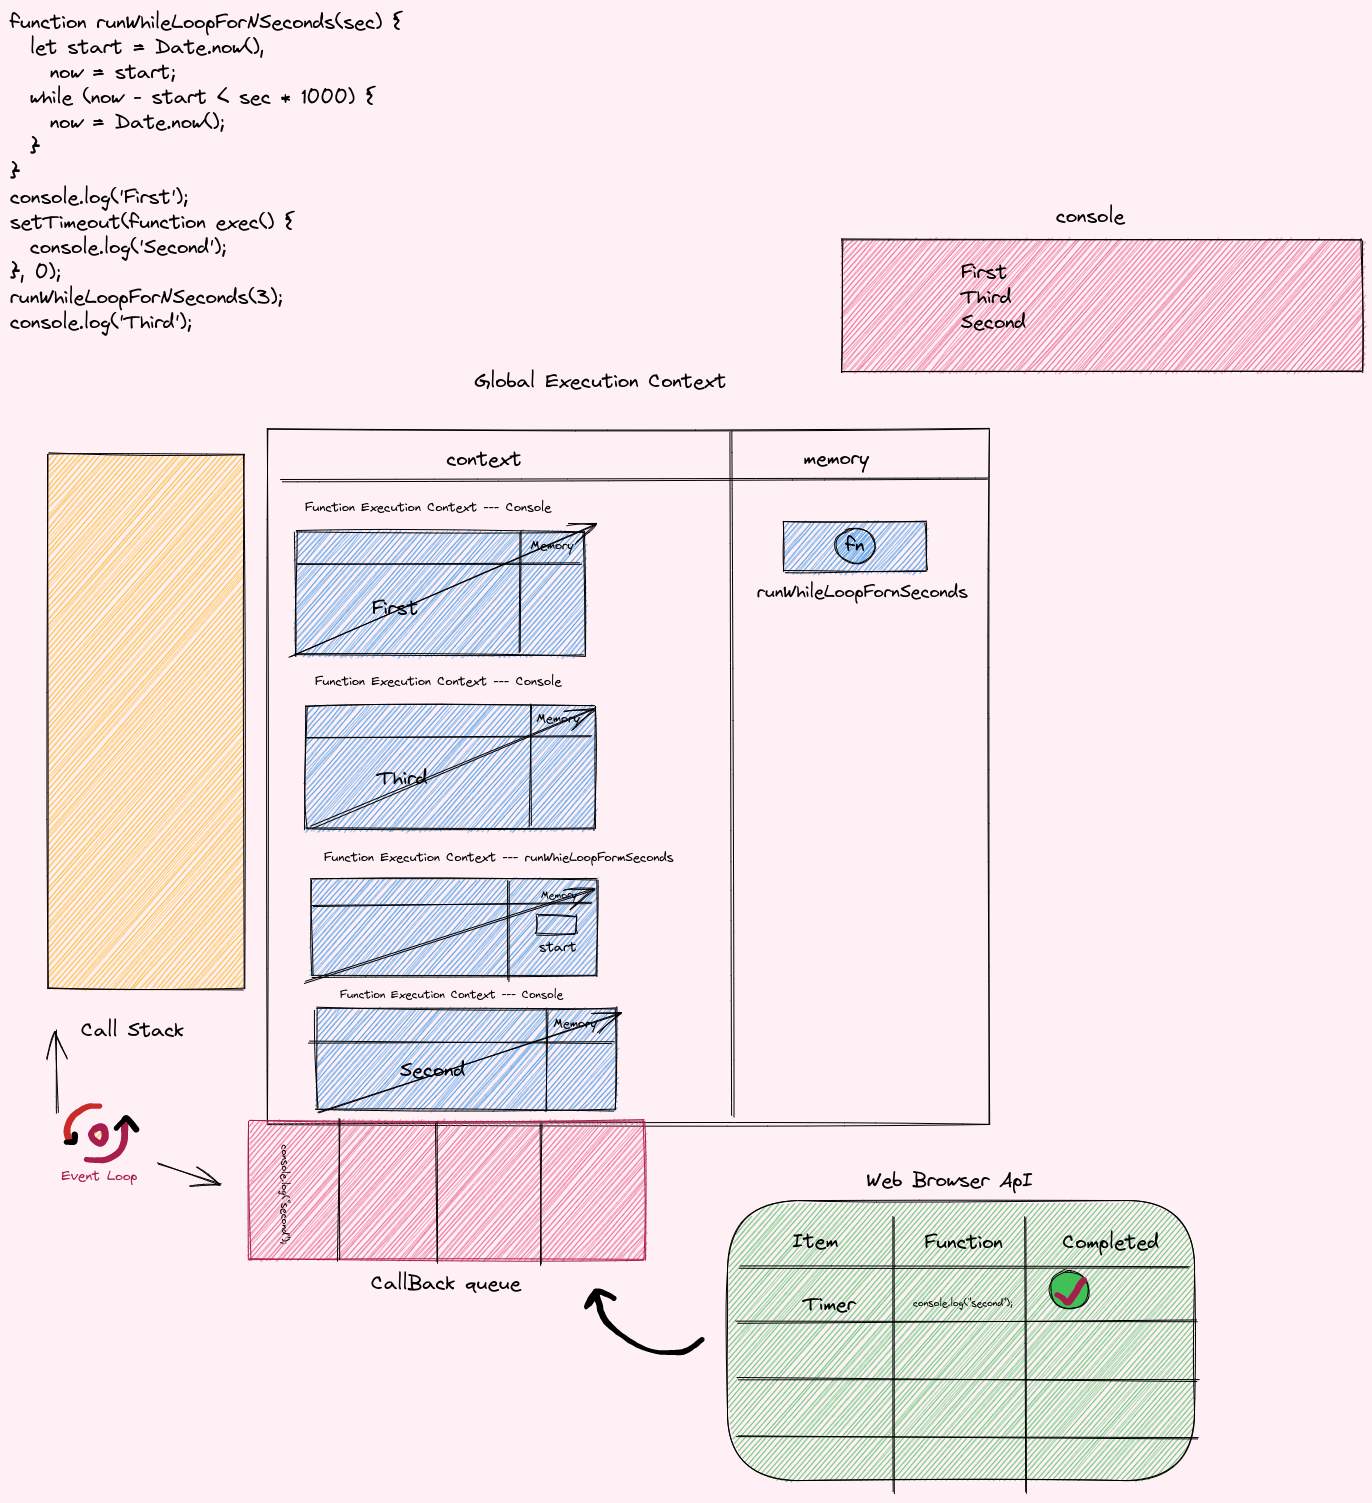 function runWhileLoopForNSeconds(sec) {
let start = Date.now(),
now = start;
while (now - start < sec * 1000) {
now = Date.now();
}
}
console.log('First');
setTimeout(function exec() {
console.log('Second');
}, 0);
runWhileLoopForNSeconds(3);
console.log('Third');
console
First
Third
Second
Global Execution Context
context
memory
Function Execution Context --- Console
Memory
First
fn
runWhileLoopFornSeconds
Function Execution Context --- Console
Memory
Third
Function Execution Context --- runWhieLoopFornSeconds
Memory
start
Function Execution Context --- Console
Memory
Second
Call Stack
Event Loop
console.log("second");
CallBack queue
Web Browser ApI
Item
Function
Completed
Timer
console.log("second");